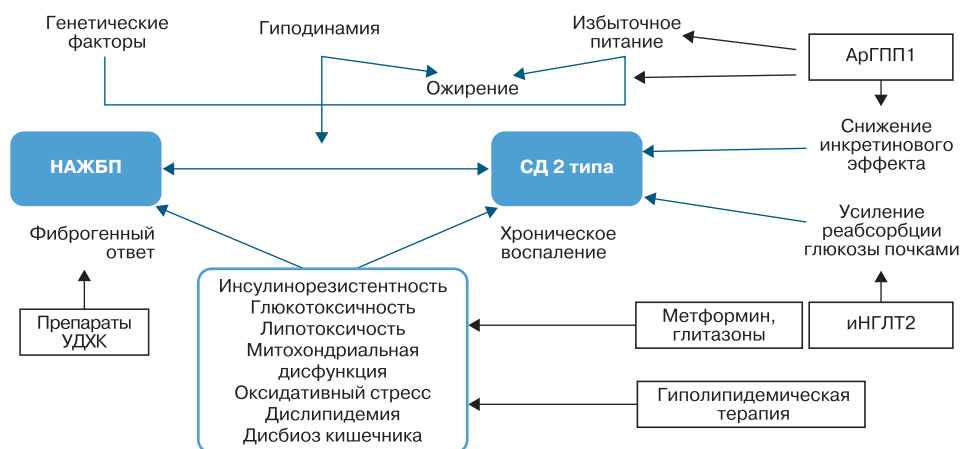 Генетические
факторы
Гиподинамия
Избыточное
питание
АрГПП1
Ожирение
НАЖБП
СД 2 типа
Снижение
инкретинового
эффекта
Фиброгенный
ответ
Хроническое
воспаление
Усиление
реабсорбции
глюкозы почками
Препараты
УДХК
Инсулинорезистентность
Глюкотоксичность
Липотоксичость
Митохондриальная
дисфункция
Оксидативный стресс
Дислипидемия
Дисбиоз кишечника
Метформин,
глитазоны
иНГЛТ2
Гиполипидемическая
терапия